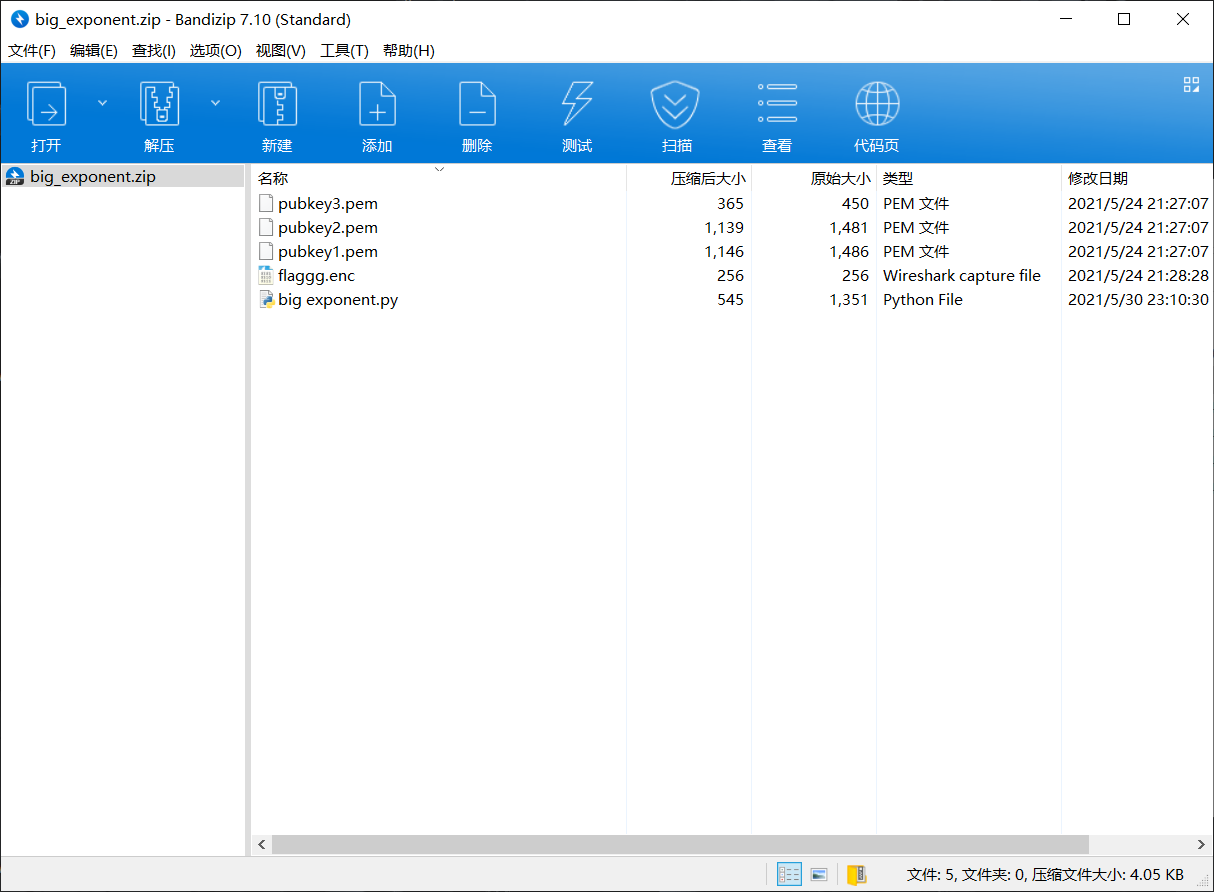 big_exponent.zip - Bandizip 7.10 (Standard)
文件(F) 编辑(E) 查找(I) 选项(O) 视图(V) 工具(T) 帮助(H)
打开 解压 新建 添加 删除 测试 扫描 查看 代码页
big_exponent.zip
名称 压缩后大小 原始大小 类型 修改日期
pubkey3.pem 365 450 PEM 文件 2021/5/24 21:27:07
pubkey2.pem 1,139 1,481 PEM 文件 2021/5/24 21:27:07
pubkey1.pem 1,146 1,486 PEM 文件 2021/5/24 21:27:07
flaggg.enc 256 256 Wireshark capture file 2021/5/24 21:28:28
big exponent.py 545 1,351 Python File 2021/5/30 23:10:30
文件: 5, 文件夹: 0, 压缩文件大小: 4.05 KB